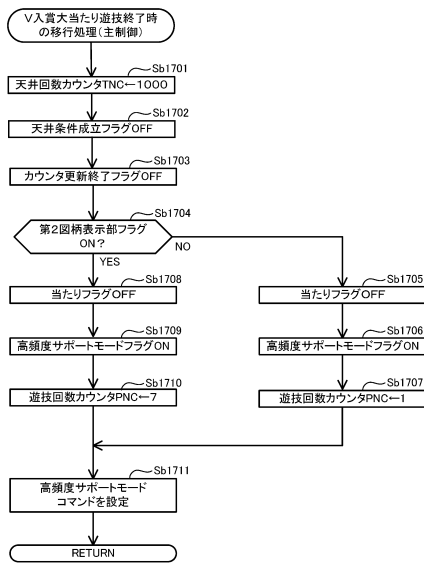 V入賞大当たり遊技終了時
の移行処理(主制御)
Sb1701
天井回数カウンタTNC←1000
Sb1702
天井条件成立フラグOFF
Sb1703
カウンタ更新終了フラグOFF
Sb1704
第2図柄表示部フラグ
ON?
NO
YES
Sb1708
当たりフラグOFF
Sb1705
当たりフラグOFF
Sb1709
高頻度サポートモードフラグON
Sb1706
高頻度サポートモードフラグON
Sb1710
遊技回数カウンタPNC←7
Sb1707
遊技回数カウンタPNC←1
Sb1711
高頻度サポートモード
コマンドを設定
RETURN